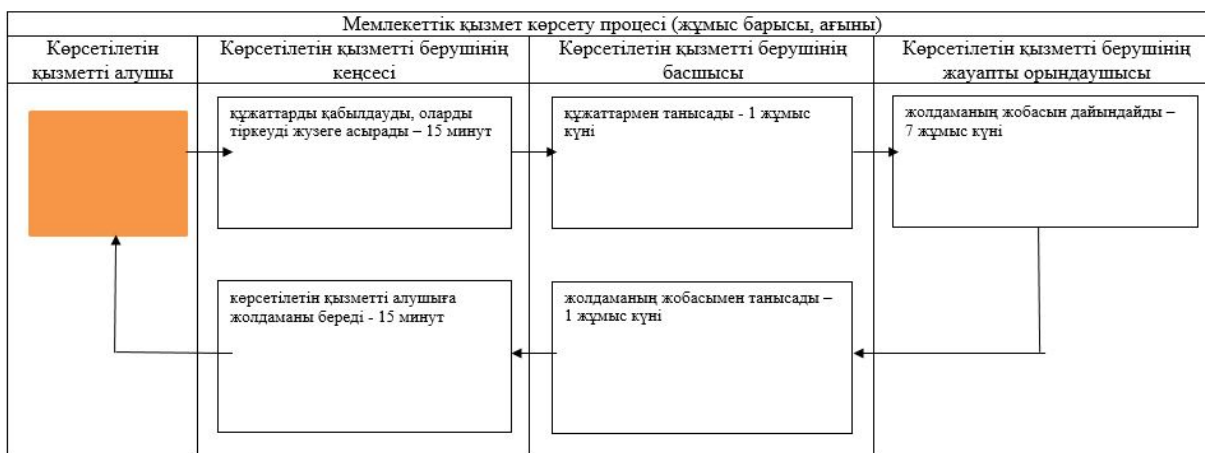 Мемлекеттік қызмет көрсету процесі (жұмыс барысы, ағыны)
Көрсетілетін
қызметті алушы
Көрсетілетін қызметті берушінің
кеңсесі
Көрсетілетін қызметті берушінің
басшысы
Көрсетілетін қызметті берушінің
жауапты орындаушысы
құжаттарды қабылдауды, оларды
тіркеуді жузеге асырады – 15 минут
құжаттармен танысады - 1 жұмыс
күні
жолдаманың жобасын дайындайды –
7 жұмыс күні
көрсетілетін қызметті алушыға
жолдаманы береді - 15 минут
жолдаманың жобасымен танысады –
1 жұмыс күні